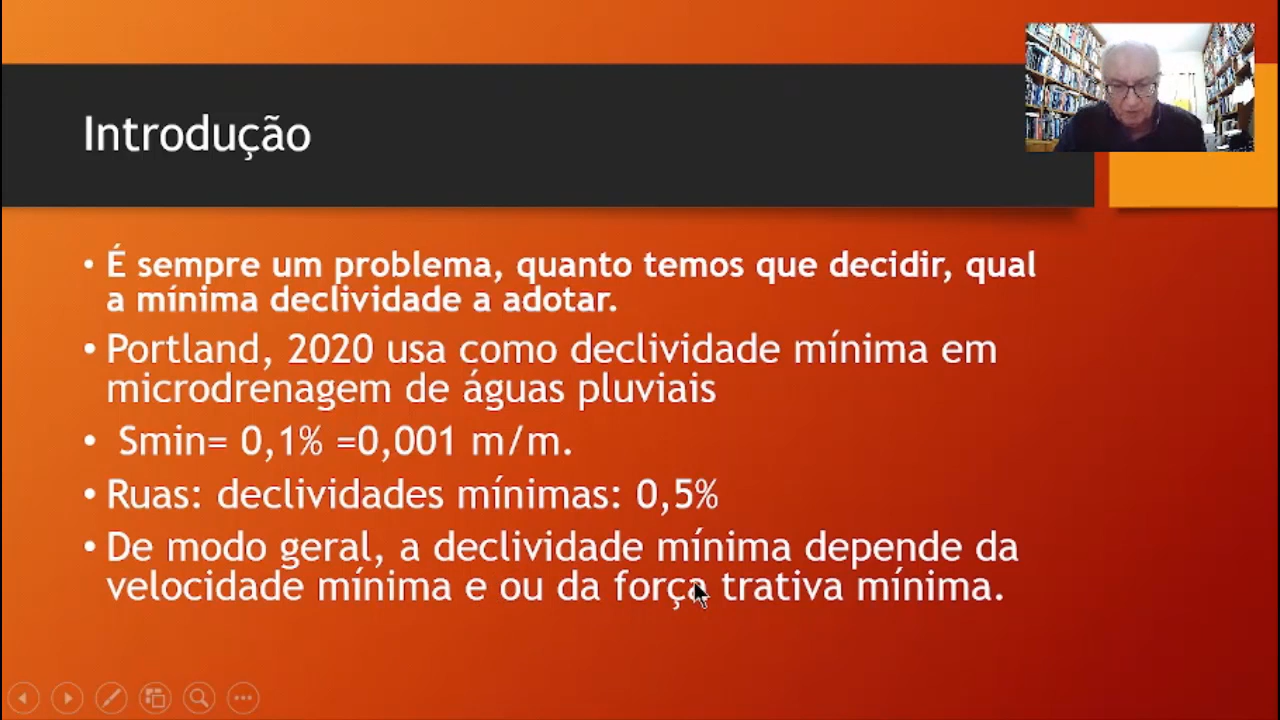 Introdução
• É sempre um problema, quanto temos que decidir, qual
a mínima declividade a adotar.
• Portland, 2020 usa como declividade mínima em
microdrenagem de águas pluviais
• Smin= 0,1% =0,001 m/m.
• Ruas: declividades mínimas: 0,5%
• De modo geral, a declividade mínima depende da
velocidade mínima e ou da força trativa mínima.